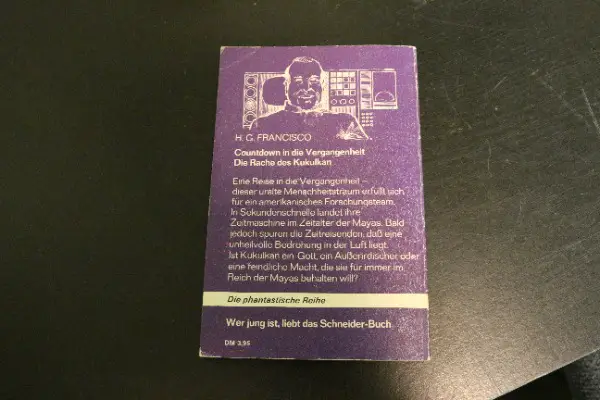 H. G. FRANCISCO
Countdown in die Vergangenheit
Die Rache des Kukulkan
Eine Reise in die Vergangenheit –
dieser uralte Menschheitstraum erfüllt sich
für ein amerikanisches Forschungsteam.
In Sekundenschnelle landet ihre
Zeitmaschine im Zeitalter der Mayas. Bald
jedoch spüren die Zeitreisenden, daß eine
unheilvolle Bedrohung in der Luft liegt.
Ist Kukulkan ein Gott, ein Außerirdischer oder
eine feindliche Macht, die sie für immer im
Reich der Mayas behalten will?
Die phantastische Reihe
Wer jung ist, liebt das Schneider-Buch
DM 3,95